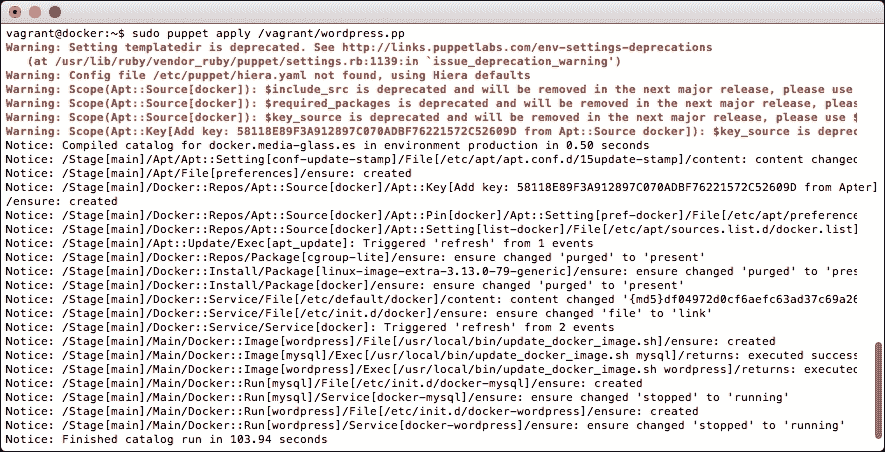 vagrant@docker:~$ sudo puppet apply /vagrant/wordpress.pp
Warning: Setting templatedir is deprecated. See http://links.puppetlabs.com/env-settings-deprecations
(at /usr/lib/ruby/vendor_ruby/puppet/settings.rb:1139:in `issue_deprecation_warning')
Warning: Config file /etc/puppet/hiera.yaml not found, using Hiera defaults
Warning: Scope(Apt::Source[docker]): $include_src is deprecated and will be removed in the next major release, please use
Warning: Scope(Apt::Source[docker]): $required_packages is deprecated and will be removed in the next major release, pleas
Warning: Scope(Apt::Source[docker]): $key_source is deprecated and will be removed in the next major release, please use $
Warning: Scope(Apt::Key[Add key: 58118E89F3A912897C070ADBF76221572C52609D from Apt::Source docker]): $key_source is deprec
Notice: Compiled catalog for docker.media-glass.es in environment production in 0.50 seconds
Notice: /Stage[main]/Apt/Apt::Setting[conf-update-stamp]/File[/etc/apt/apt.conf.d/15update-stamp]/content: content changed
Notice: /Stage[main]/Apt/File[preferences]/ensure: created
Notice: /Stage[main]/Docker::Repos/Apt::Source[docker]/Apt::Key[Add key: 58118E89F3A912897C070ADBF76221572C52609D from Apter]
/ensure: created
Notice: /Stage[main]/Docker::Repos/Apt::Source[docker]/Apt::Pin[docker]/Apt::Setting[pref-docker]/File[/etc/apt/preference
Notice: /Stage[main]/Docker::Repos/Apt::Source[docker]/Apt::Setting[list-docker]/File[/etc/apt/sources.list.d/docker.list]
Notice: /Stage[main]/Apt::Update/Exec[apt_update]: Triggered 'refresh' from 1 events
Notice: /Stage[main]/Docker::Repos/Package[cgroup-lite]/ensure: ensure changed 'purged' to 'present'
Notice: /Stage[main]/Docker::Install/Package[linux-image-extra-3.13.0-79-generic]/ensure: ensure changed 'purged' to 'pres
Notice: /Stage[main]/Docker::Install/Package[docker]/ensure: ensure changed 'purged' to 'present'
Notice: /Stage[main]/Docker::Service/File[/etc/default/docker]/content: content changed '{md5}df04972d0cf6aefc63ad37c69a26
Notice: /Stage[main]/Docker::Service/File[/etc/init.d/docker]/ensure: ensure changed 'file' to 'link'
Notice: /Stage[main]/Docker::Service/Service[docker]: Triggered 'refresh' from 2 events
Notice: /Stage[main]/Main/Docker::Image[wordpress]/File[/usr/local/bin/update_docker_image.sh]/ensure: created
Notice: /Stage[main]/Main/Docker::Image[mysql]/Exec[/usr/local/bin/update_docker_image.sh mysql]/returns: executed success
Notice: /Stage[main]/Main/Docker::Image[wordpress]/Exec[/usr/local/bin/update_docker_image.sh wordpress]/returns: executed
Notice: /Stage[main]/Main/Docker::Run[mysql]/File[/etc/init.d/docker-mysql]/ensure: created
Notice: /Stage[main]/Main/Docker::Run[mysql]/Service[docker-mysql]/ensure: ensure changed 'stopped' to 'running'
Notice: /Stage[main]/Main/Docker::Run[wordpress]/File[/etc/init.d/docker-wordpress]/ensure: created
Notice: /Stage[main]/Main/Docker::Run[wordpress]/Service[docker-wordpress]/ensure: ensure changed 'stopped' to 'running'
Notice: Finished catalog run in 103.94 seconds